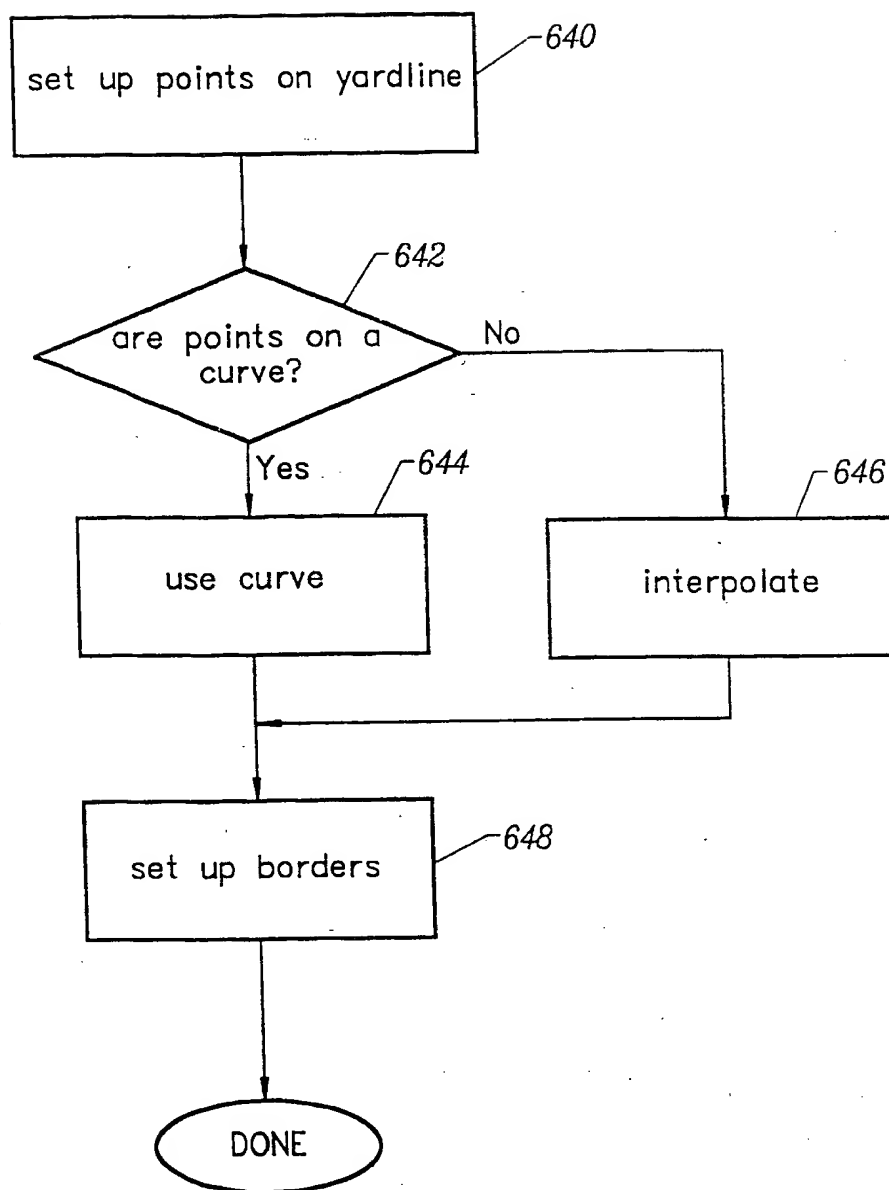 640
set up points on yardline
642
are points on a
curve?
No
Yes
644
646
use curve
interpolate
648
set up borders
DONE